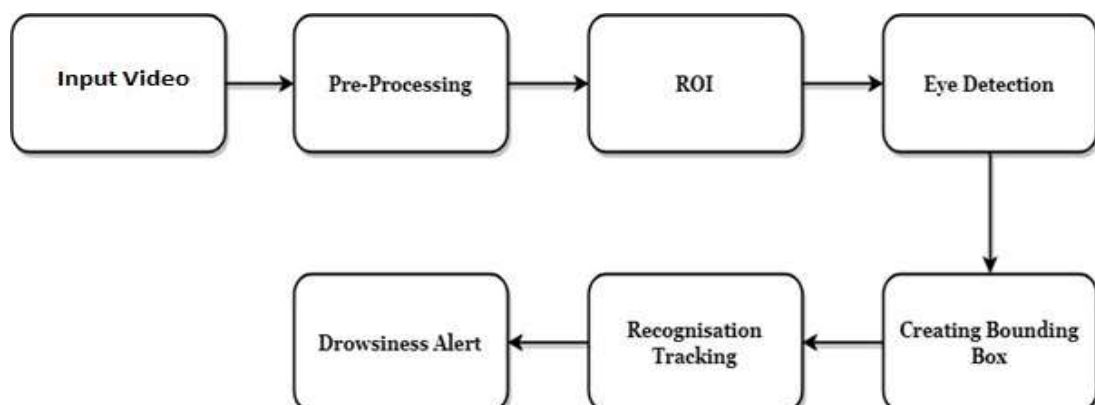 Input Video
Pre-Processing
ROI
Eye Detection
Creating Bounding
Box
Recognisation
Tracking
Drowsiness Alert